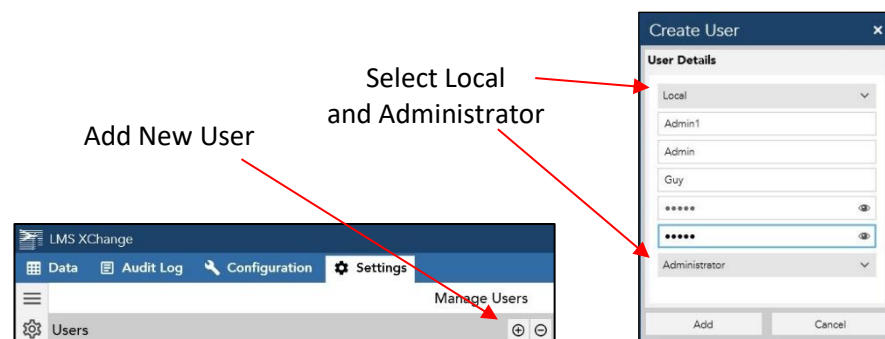 Create User
User Details
Select Local
and Administrator
Local
Admin1
Admin
Guy
•••••
•••••
Administrator
Add Cancel
Add New User
LMS XChange
Data Audit Log Configuration Settings
Manage Users
Users